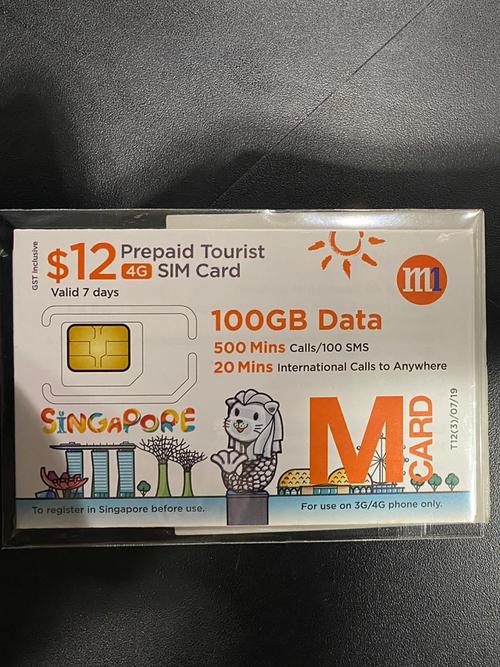 GST Inclusive
$12 Prepaid Tourist
4G SIM Card
Valid 7 days
m1
100GB Data
500 Mins Calls/100 SMS
20 Mins International Calls to Anywhere
SINGAPORE
M CARD
T12(3)/07/19
To register in Singapore before use.
For use on 3G/4G phone only.